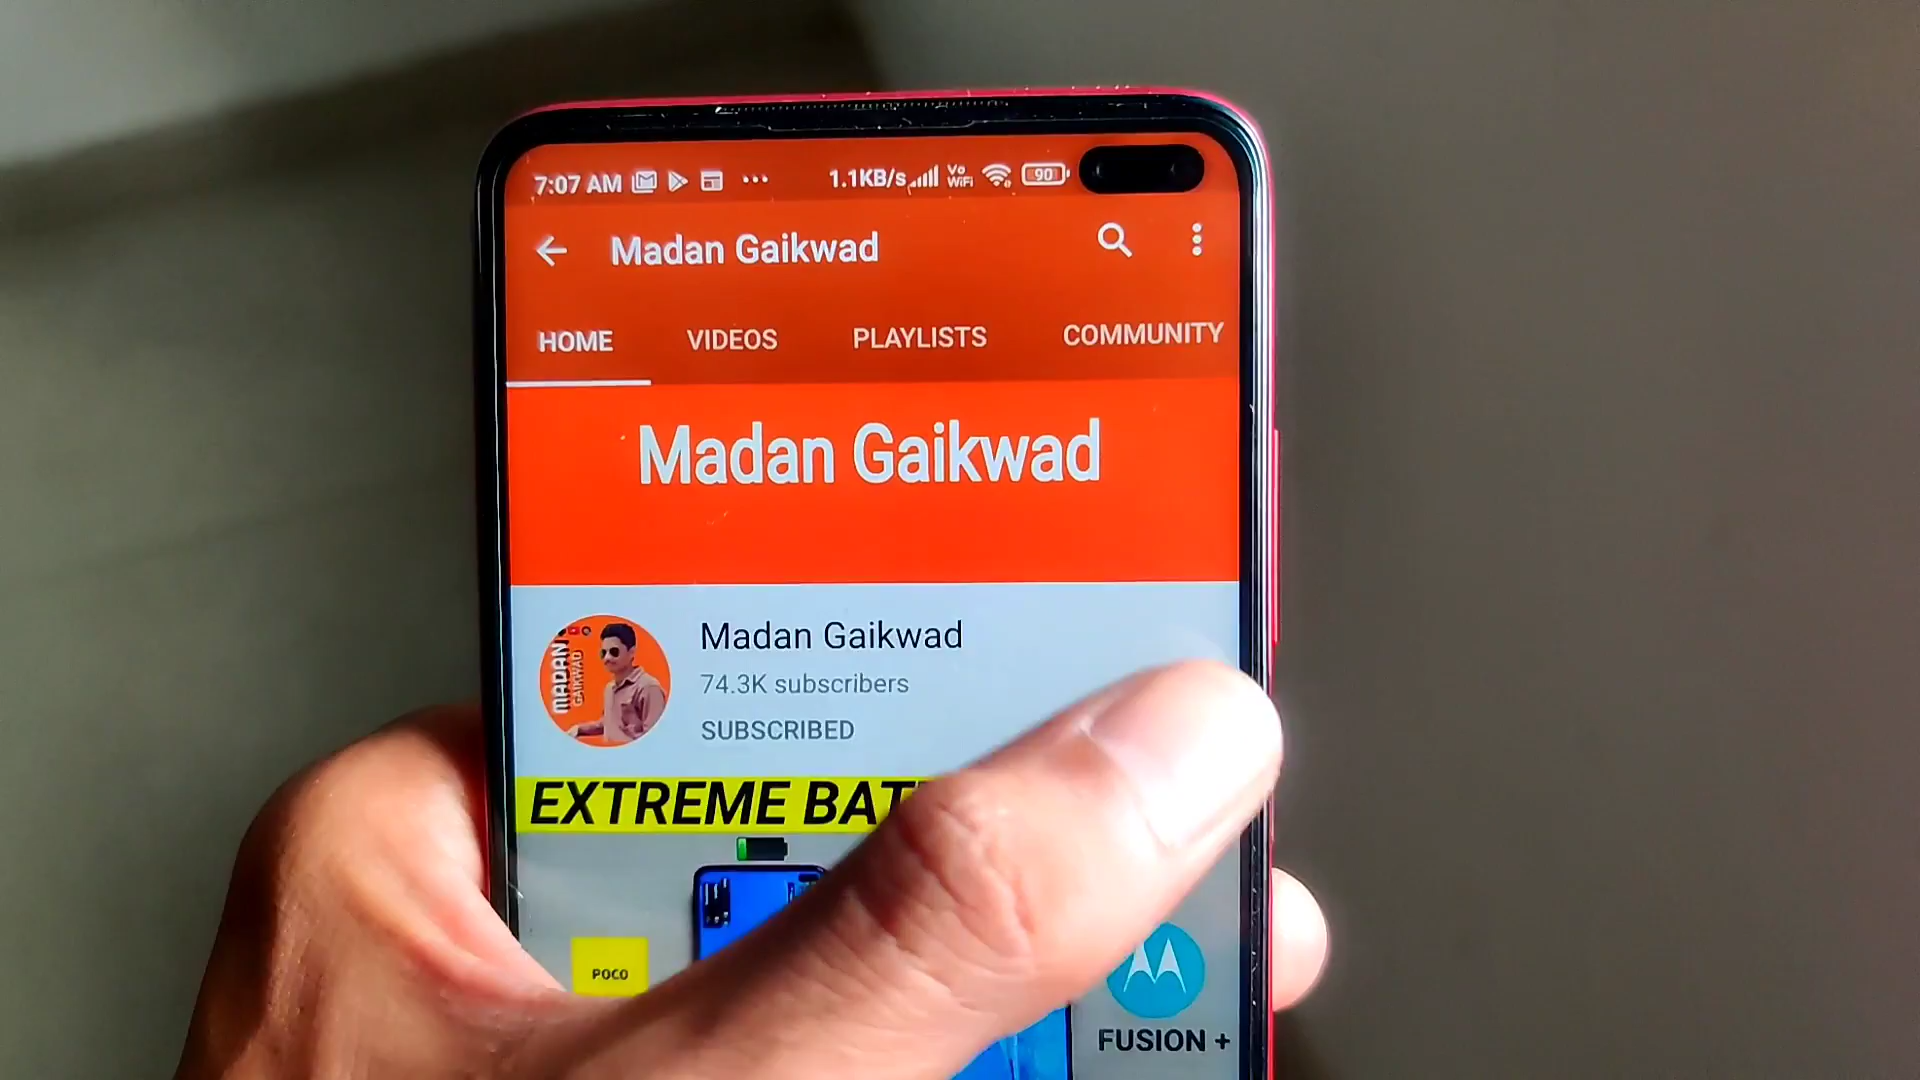 7:07 AM ... 1.1KB/s Vo WiFi 90
Madan Gaikwad
HOME VIDEOS PLAYLISTS COMMUNITY
Madan Gaikwad
MADAN
GAIKWAD
Madan Gaikwad
74.3K subscribers
SUBSCRIBED
EXTREME
POCO
FUSION +